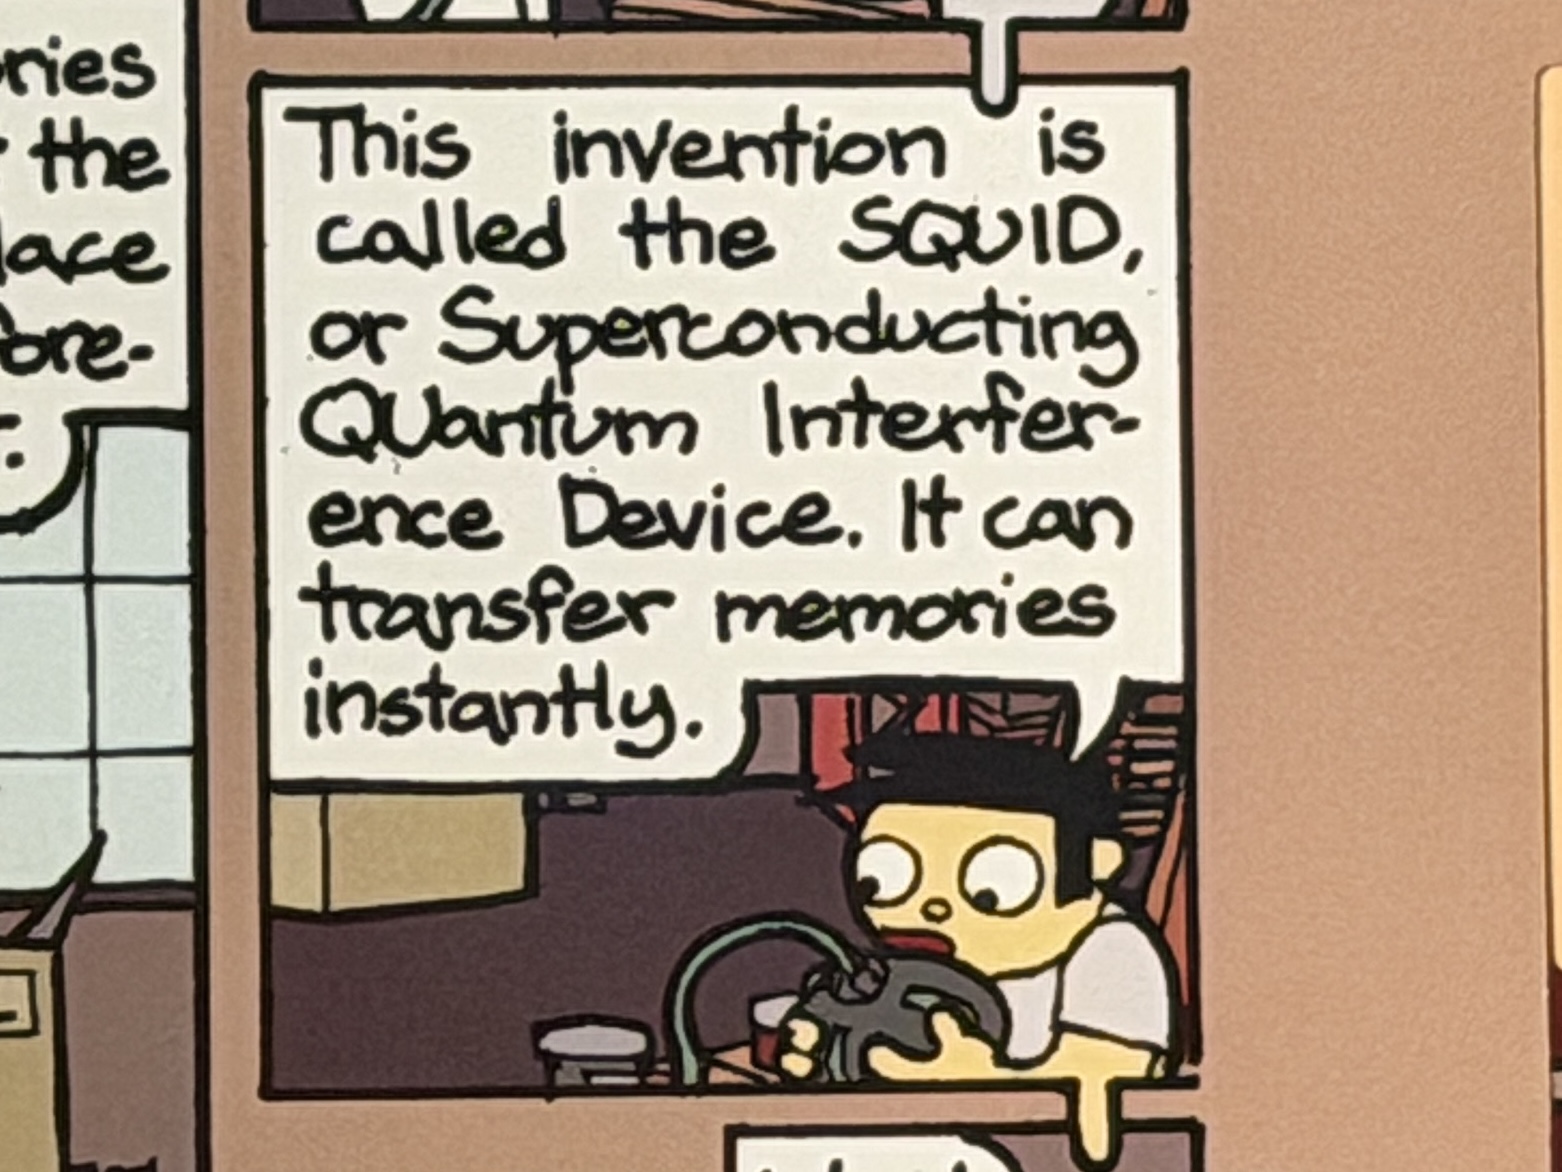 the
This invention is
called the SQUID,
or Superconducting
QUantum Interfer-
ence Device. It can
transfer memories
instantly.